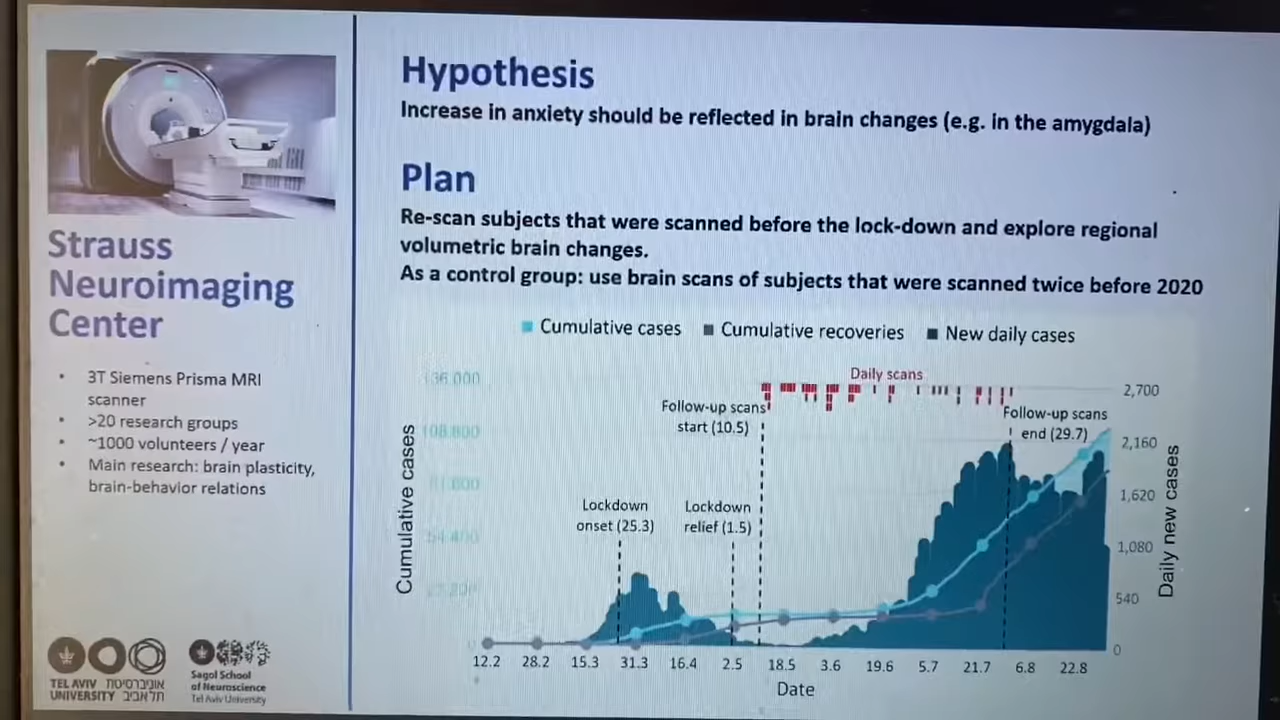 Strauss
Neuroimaging
Center
• 3T Siemens Prisma MRI
scanner
• >20 research groups
• ~1000 volunteers / year
• Main research: brain plasticity,
brain-behavior relations
TEL AVIV אוניברסיטת
UNIVERSITY תל אביב
Sagol School
of Neuroscience
Tel Aviv University
Hypothesis
Increase in anxiety should be reflected in brain changes (e.g. in the amygdala)
Plan
Re-scan subjects that were scanned before the lock-down and explore regional
volumetric brain changes.
As a control group: use brain scans of subjects that were scanned twice before 2020
Cumulative cases Cumulative recoveries New daily cases
136.000
108.800
54.400
0
Cumulative cases
Daily scans
Follow-up scans
start (10.5)
Follow-up scans
end (29.7)
Lockdown
onset (25.3)
Lockdown
relief (1.5)
2,700
2,160
1,620
1,080
540
0
Daily new cases
12.2 28.2 15.3 31.3 16.4 2.5 18.5 3.6 19.6 5.7 21.7 6.8 22.8
Date